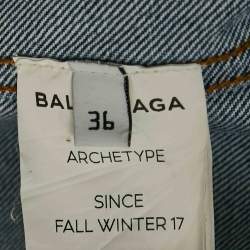 BAL AGA
36
ARCHETYPE
SINCE
FALL WINTER 17